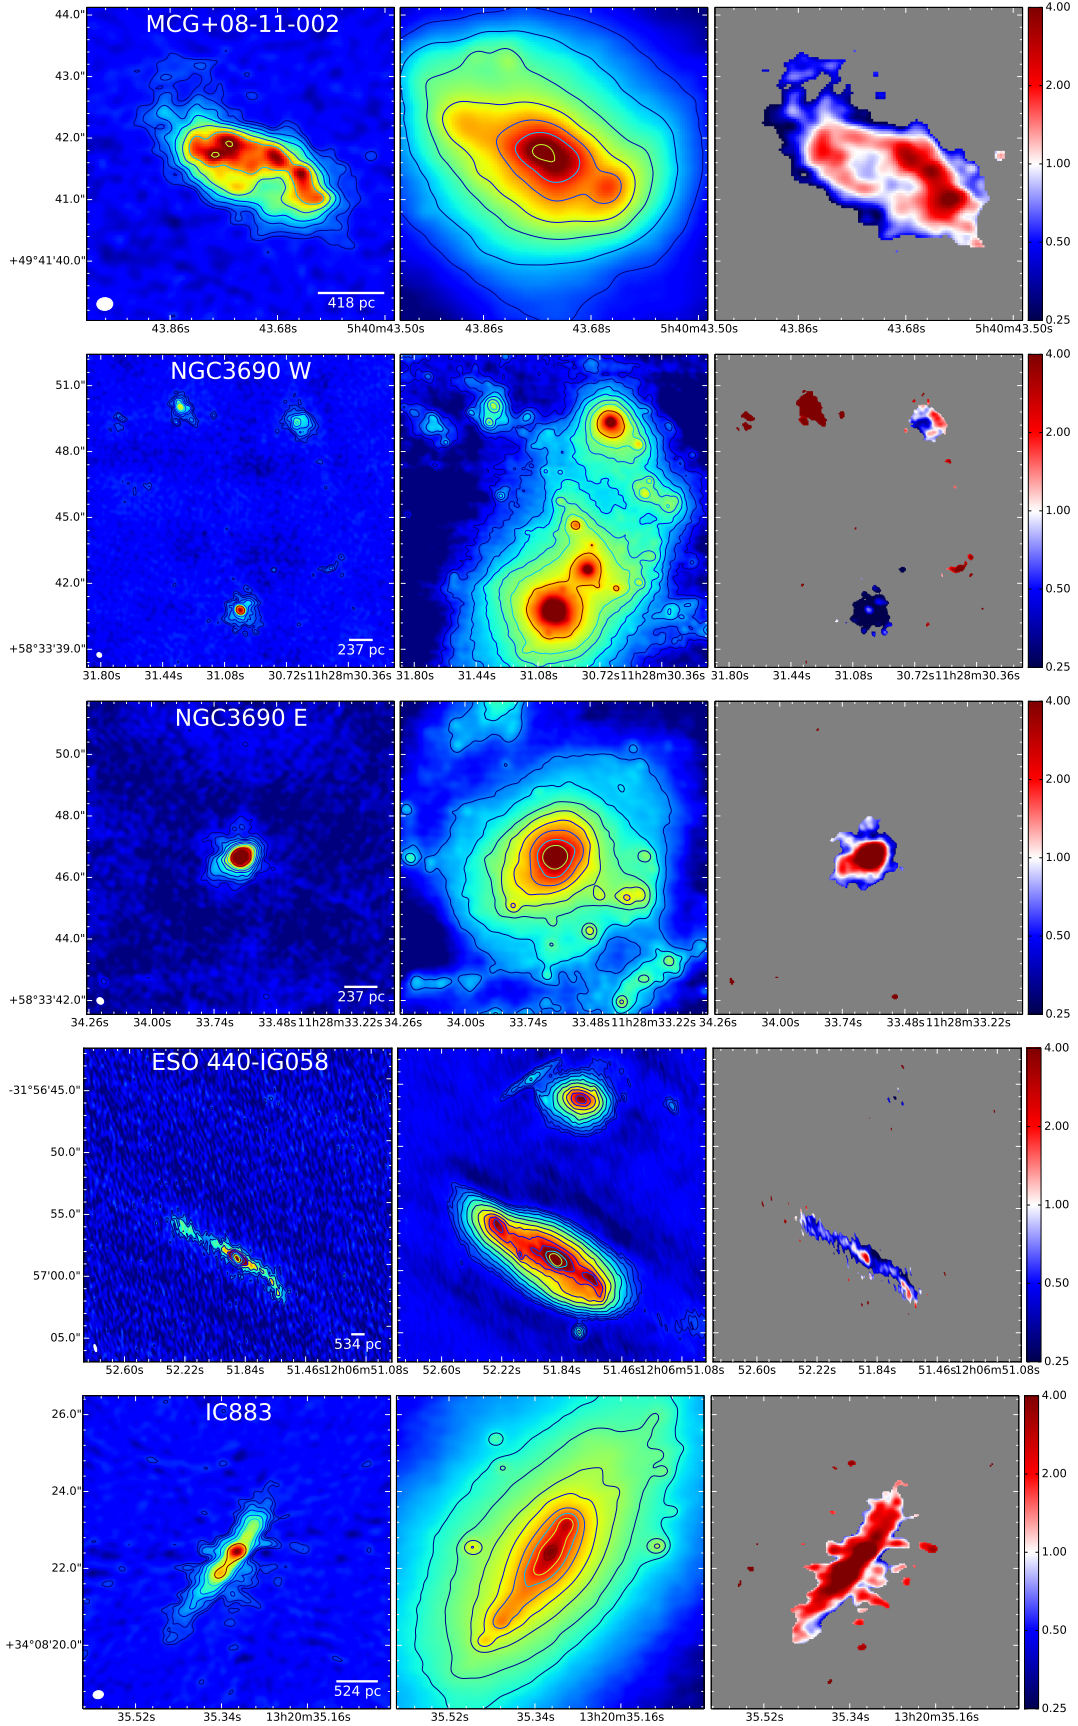 MCG+08-11-002
44.0"
43.0"
42.0"
41.0"
+49°41'40.0"
418 pc
43.86s 43.68s 5h40m43.50s
43.86s 43.68s 5h40m43.50s
43.86s 43.68s 5h40m43.50s
4.00
2.00
1.00
0.50
0.25
NGC3690 W
51.0"
48.0"
45.0"
42.0"
+58°33'39.0"
237 pc
31.80s 31.44s 31.08s 30.72s11h28m30.36s
31.80s 31.44s 31.08s 30.72s11h28m30.36s
31.80s 31.44s 31.08s 30.72s11h28m30.36s
4.00
2.00
1.00
0.50
0.25
NGC3690 E
50.0"
48.0"
46.0"
44.0"
+58°33'42.0"
237 pc
34.26s 34.00s 33.74s 33.48s11h28m33.22s
34.26s 34.00s 33.74s 33.48s11h28m33.22s
34.26s 34.00s 33.74s 33.48s11h28m33.22s
4.00
2.00
1.00
0.50
0.25
ESO 440-IG058
-31°56'45.0"
50.0"
55.0"
57'00.0"
05.0"
534 pc
52.60s 52.22s 51.84s 51.46s12h06m51.08s
52.60s 52.22s 51.84s 51.46s12h06m51.08s
52.60s 52.22s 51.84s 51.46s12h06m51.08s
4.00
2.00
1.00
0.50
0.25
IC883
26.0"
24.0"
22.0"
+34°08'20.0"
524 pc
35.52s 35.34s 13h20m35.16s
35.52s 35.34s 13h20m35.16s
35.52s 35.34s 13h20m35.16s
4.00
2.00
1.00
0.50
0.25